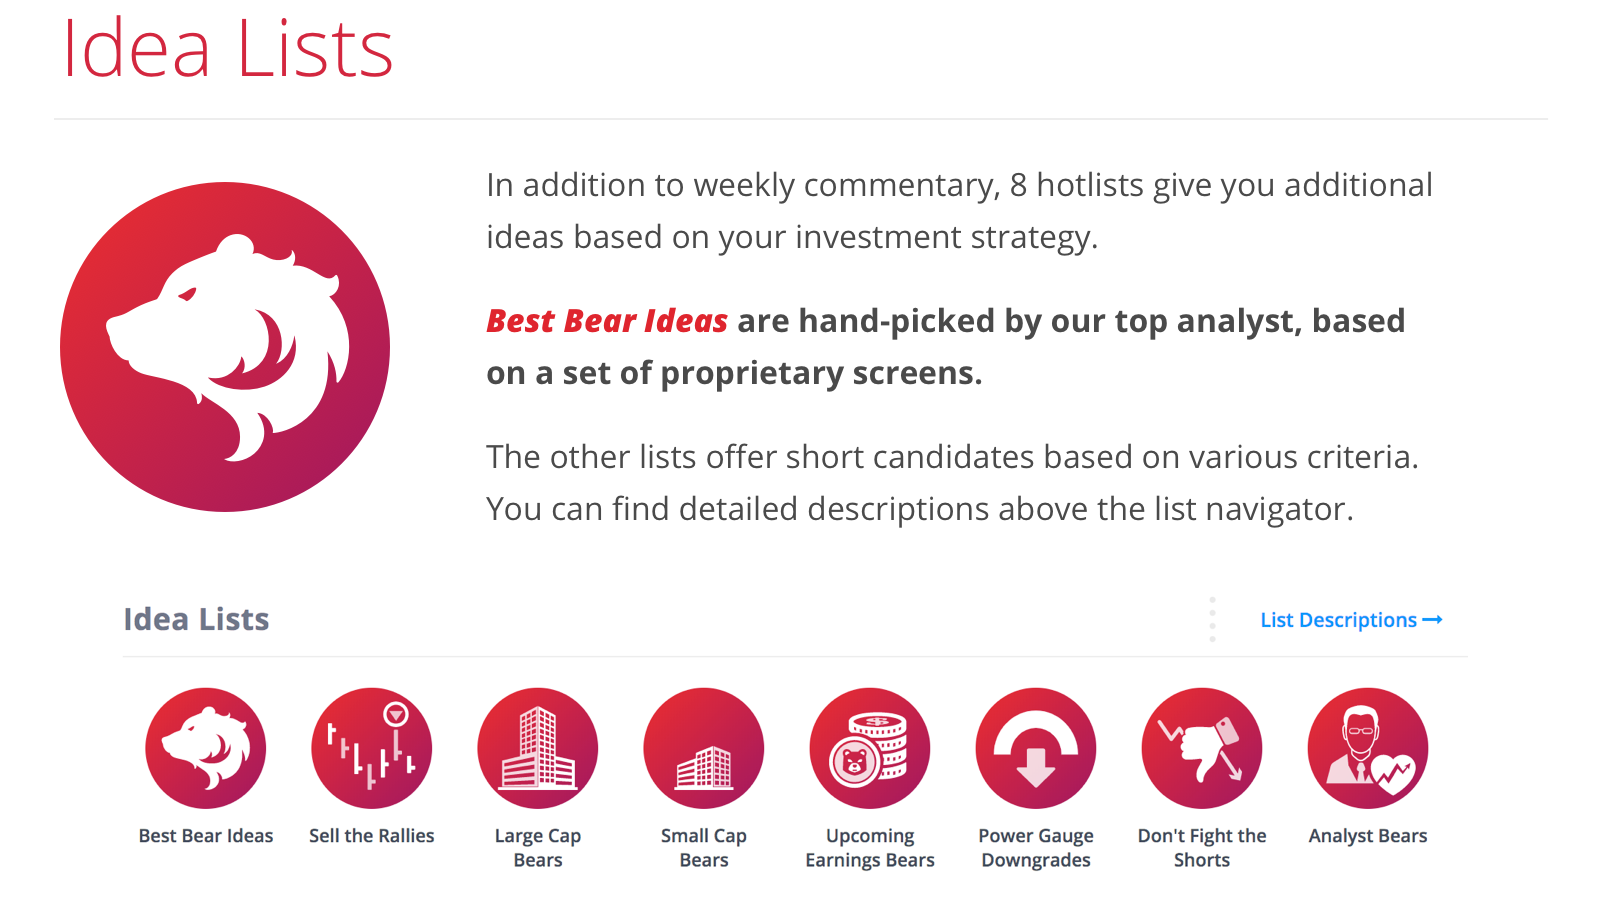 Idea Lists
In addition to weekly commentary, 8 hotlists give you additional
ideas based on your investment strategy.
Best Bear Ideas are hand-picked by our top analyst, based
on a set of proprietary screens.
The other lists offer short candidates based on various criteria.
You can find detailed descriptions above the list navigator.
Idea Lists
List Descriptions
Best Bear Ideas
Sell the Rallies
Large Cap
Bears
Small Cap
Bears
Upcoming
Earnings Bears
Power Gauge
Downgrades
Don't Fight the
Shorts
Analyst Bears